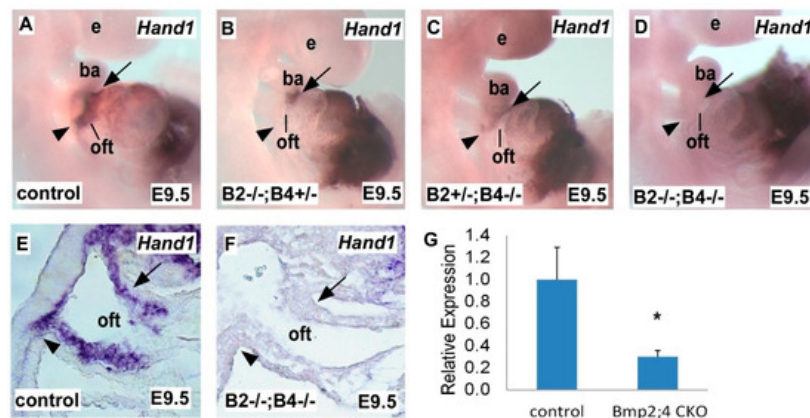 A Hand1
e
ba
oft
control E9.5
B Hand1
e
ba
oft
B2-/-;B4+/- E9.5
C Hand1
e
ba
oft
B2+/-;B4-/- E9.5
D Hand1
e
ba
oft
B2-/-;B4-/- E9.5
E Hand1
oft
control E9.5
F Hand1
oft
B2-/-;B4-/- E9.5
G
Relative Expression
1.4
1.2
1.0
0.8
0.6
0.4
0.2
0.0
*
control Bmp2;4 CKO